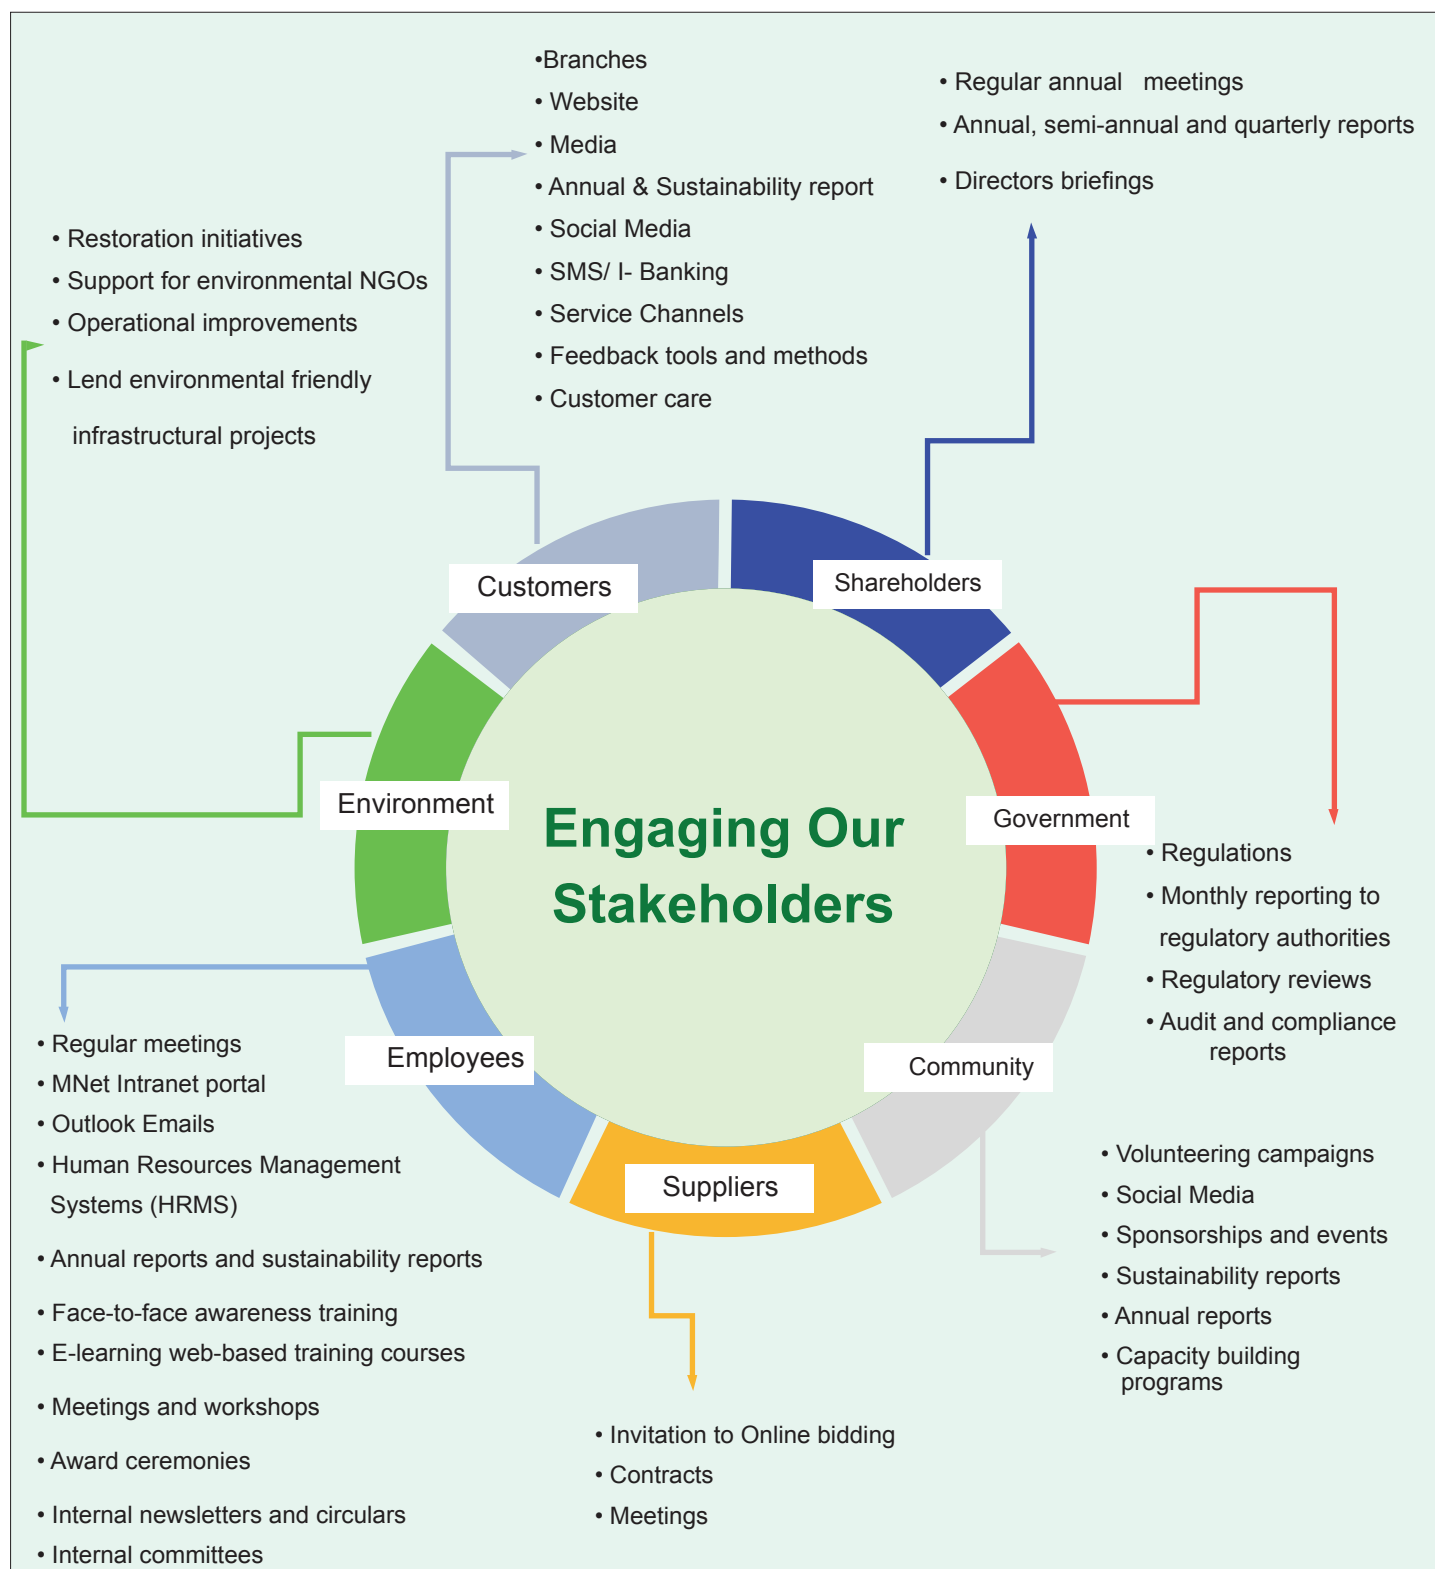 •Branches
• Website
• Media
• Annual & Sustainability report
• Social Media
• SMS/ I- Banking
• Service Channels
• Feedback tools and methods
• Customer care
• Regular annual meetings
• Annual, semi-annual and quarterly reports
• Directors briefings
• Restoration initiatives
• Support for environmental NGOs
• Operational improvements
• Lend environmental friendly
infrastructural projects
Customers
Shareholders
Environment
Government
Engaging Our
Stakeholders
• Regulations
• Monthly reporting to
regulatory authorities
• Regulatory reviews
• Audit and compliance
reports
Employees
Community
Suppliers
• Regular meetings
• MNet Intranet portal
• Outlook Emails
• Human Resources Management
Systems (HRMS)
• Annual reports and sustainability reports
• Face-to-face awareness training
• E-learning web-based training courses
• Meetings and workshops
• Award ceremonies
• Internal newsletters and circulars
• Internal committees
• Invitation to Online bidding
• Contracts
• Meetings
• Volunteering campaigns
• Social Media
• Sponsorships and events
• Sustainability reports
• Annual reports
• Capacity building
programs